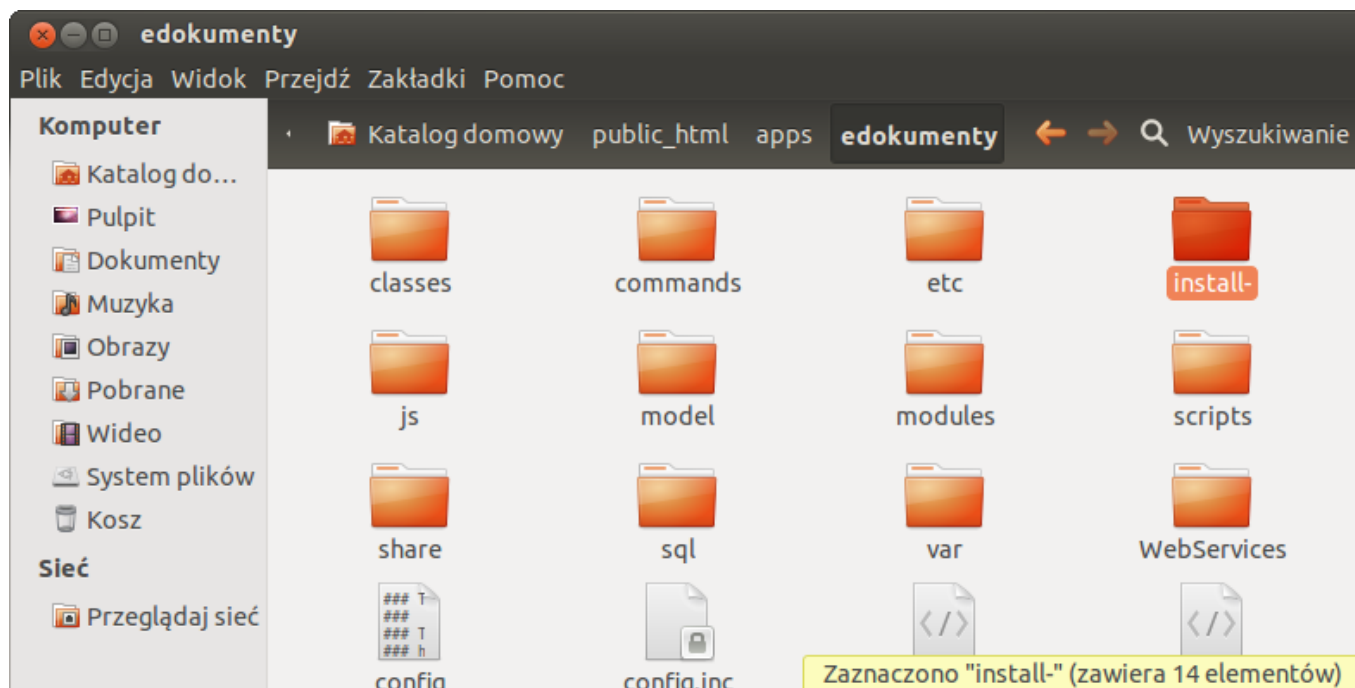 edokumenty
Plik Edycja Widok Przejdź Zakładki Pomoc
Komputer
Katalog do...
Pulpit
Dokumenty
Muzyka
Obrazy
Pobrane
Wideo
System plików
Kosz
Sieć
Przeglądaj sieć
Katalog domowy public_html apps edokumenty Wyszukiwanie
classes commands etc install-
js model modules scripts
share sql var WebServices
### T
###
### T
### h
</> </>
config config.inc
Zaznaczono "install-" (zawiera 14 elementów)